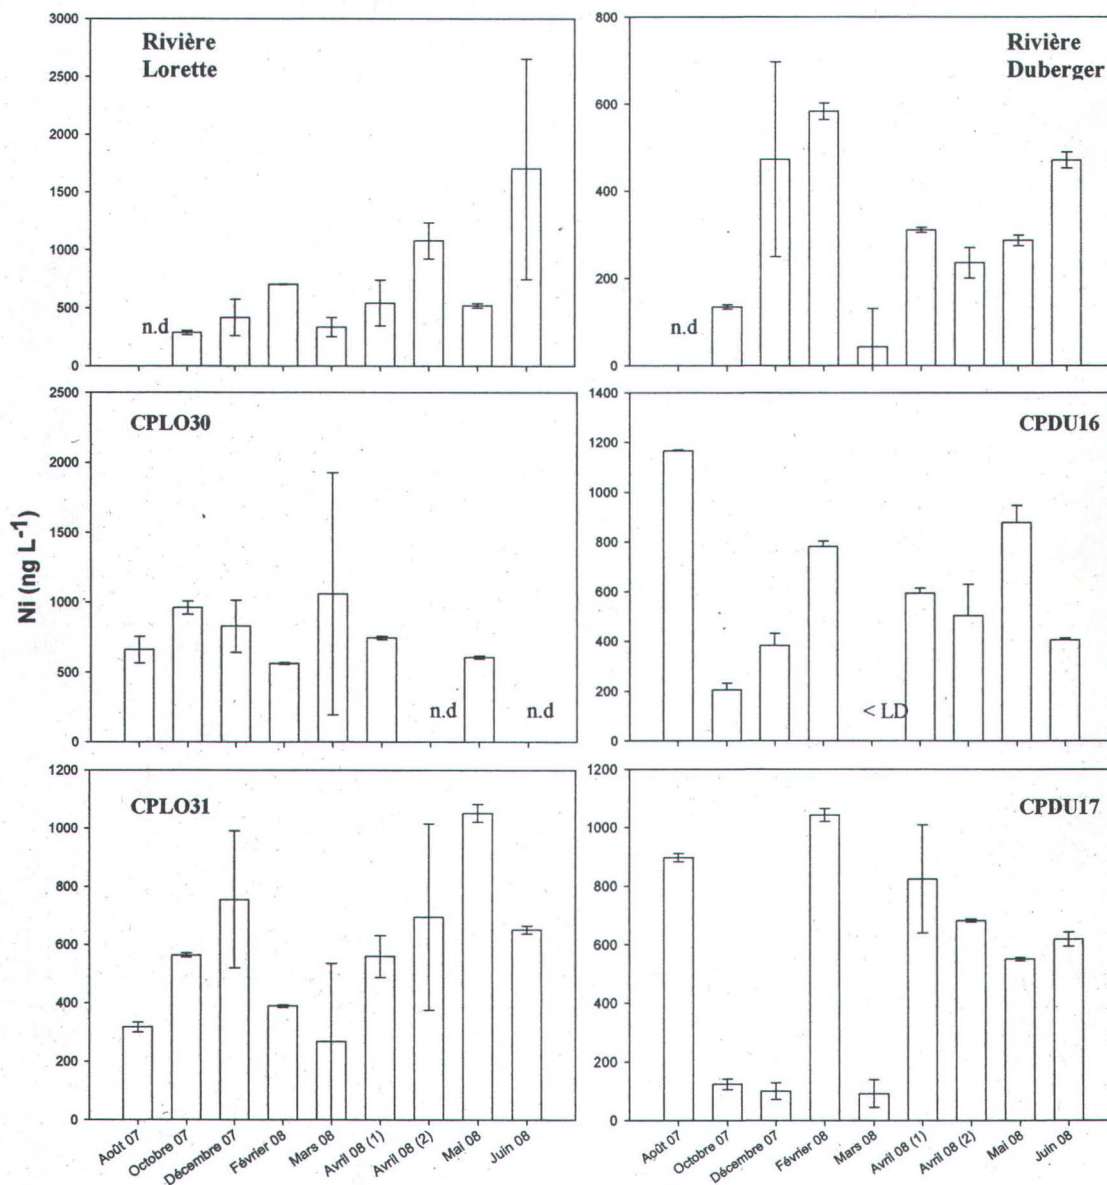 Ni (ng L-1)
Rivière
Lorette
3000
2500
2000
1500
1000
500
0
n.d
Rivière
Duberger
800
600
400
200
0
n.d
CPLO30
2500
2000
1500
1000
500
0
n.d
n.d
CPDU16
1400
1200
1000
800
600
400
200
0
< LD
CPLO31
1200
1000
800
600
400
200
0
Août 07
Octobre 07
Décembre 07
Février 08
Mars 08
Avril 08 (1)
Avril 08 (2)
Mai 08
Juin 08
CPDU17
1200
1000
800
600
400
200
0
Août 07
Octobre 07
Décembre 07
Février 08
Mars 08
Avril 08 (1)
Avril 08 (2)
Mai 08
Juin 08